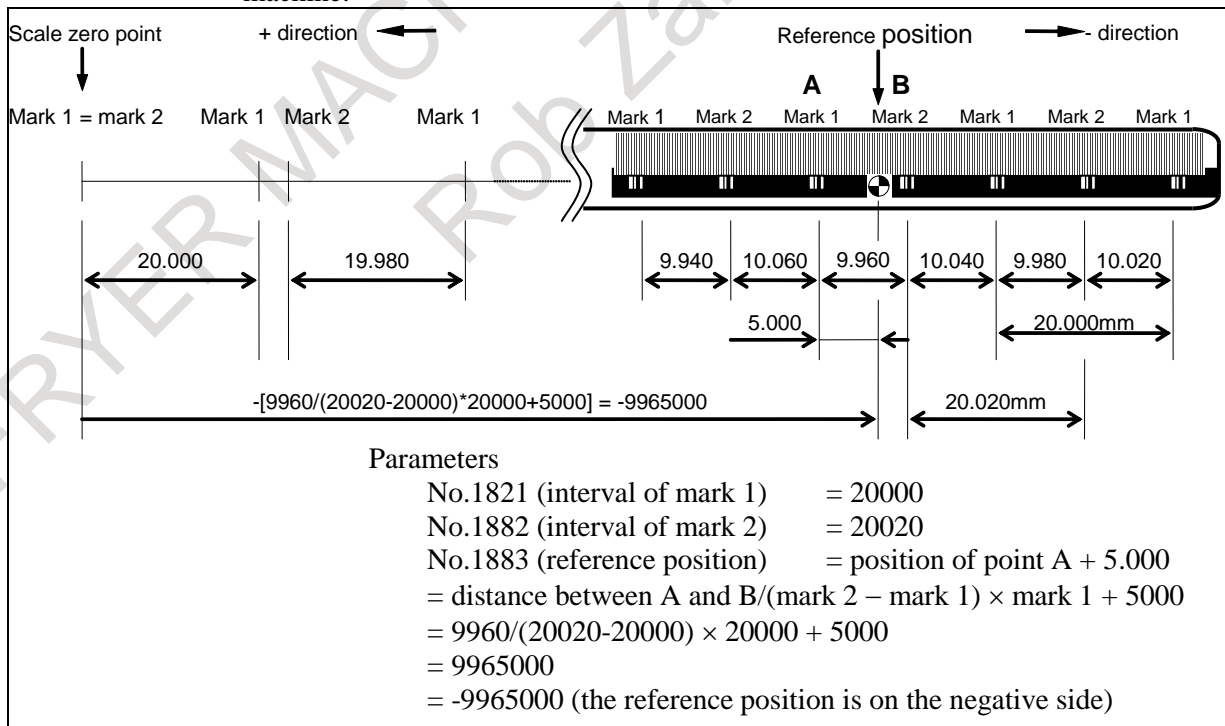 machine.
Scale zero point + direction Reference position - direction
A B
Mark 1 = mark 2 Mark 1 Mark 2 Mark 1 Mark 1 Mark 2 Mark 1 Mark 2 Mark 1 Mark 2 Mark 1
20.000 19.980 9.940 10.060 9.960 10.040 9.980 10.020
5.000 20.000mm
-[9960/(20020-20000)*20000+5000] = -9965000 20.020mm
Parameters
No.1821 (interval of mark 1) = 20000
No.1882 (interval of mark 2) = 20020
No.1883 (reference position) = position of point A + 5.000
= distance between A and B/(mark 2 − mark 1) × mark 1 + 5000
= 9960/(20020-20000) × 20000 + 5000
= 9965000
= -9965000 (the reference position is on the negative side)